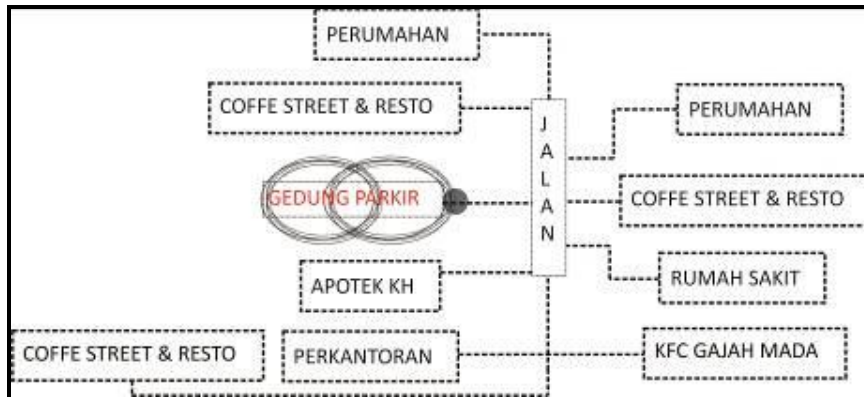 PERUMAHAN
COFFE STREET & RESTO
JALAN
PERUMAHAN
GEDUNG PARKIR
COFFE STREET & RESTO
APOTEK KH
RUMAH SAKIT
COFFE STREET & RESTO
PERKANTORAN
KFC GAJAH MADA